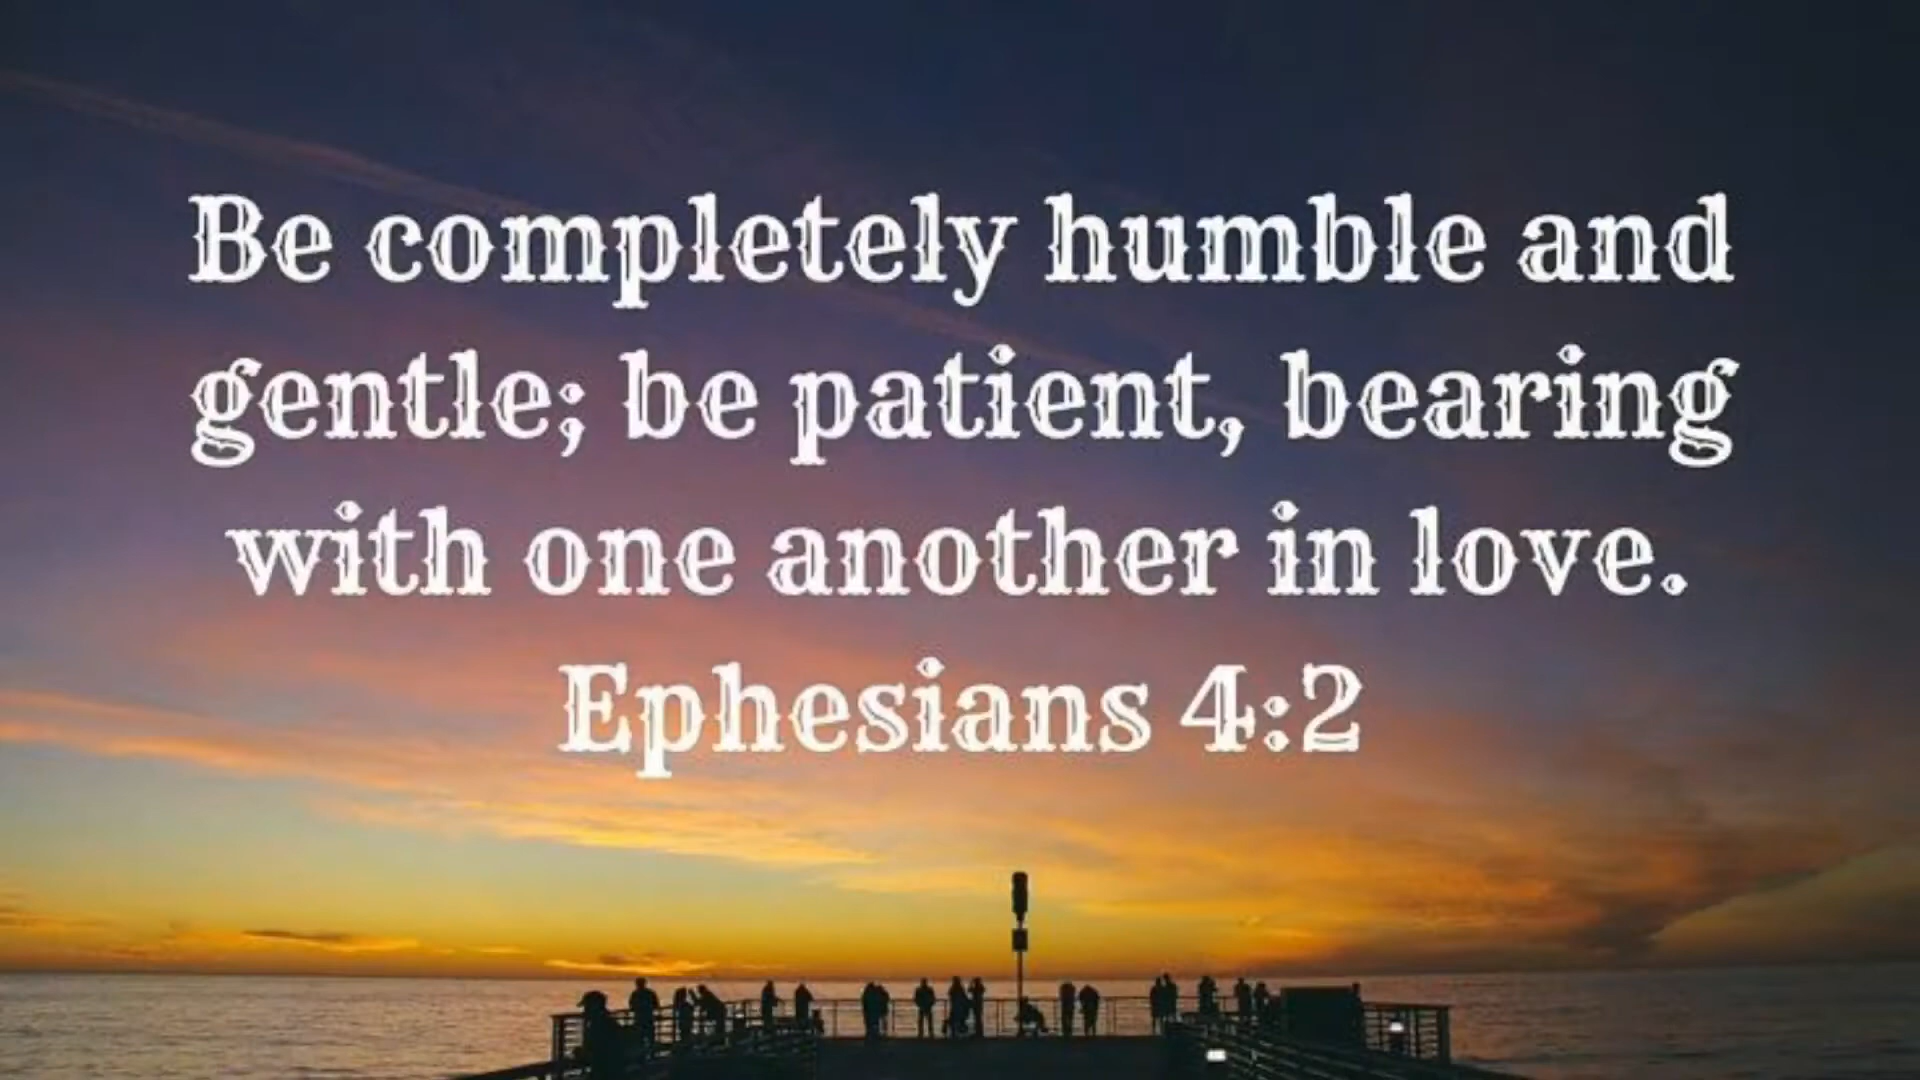 Be completely humble and
gentle; be patient, bearing
with one another in love.
Ephesians 4:2